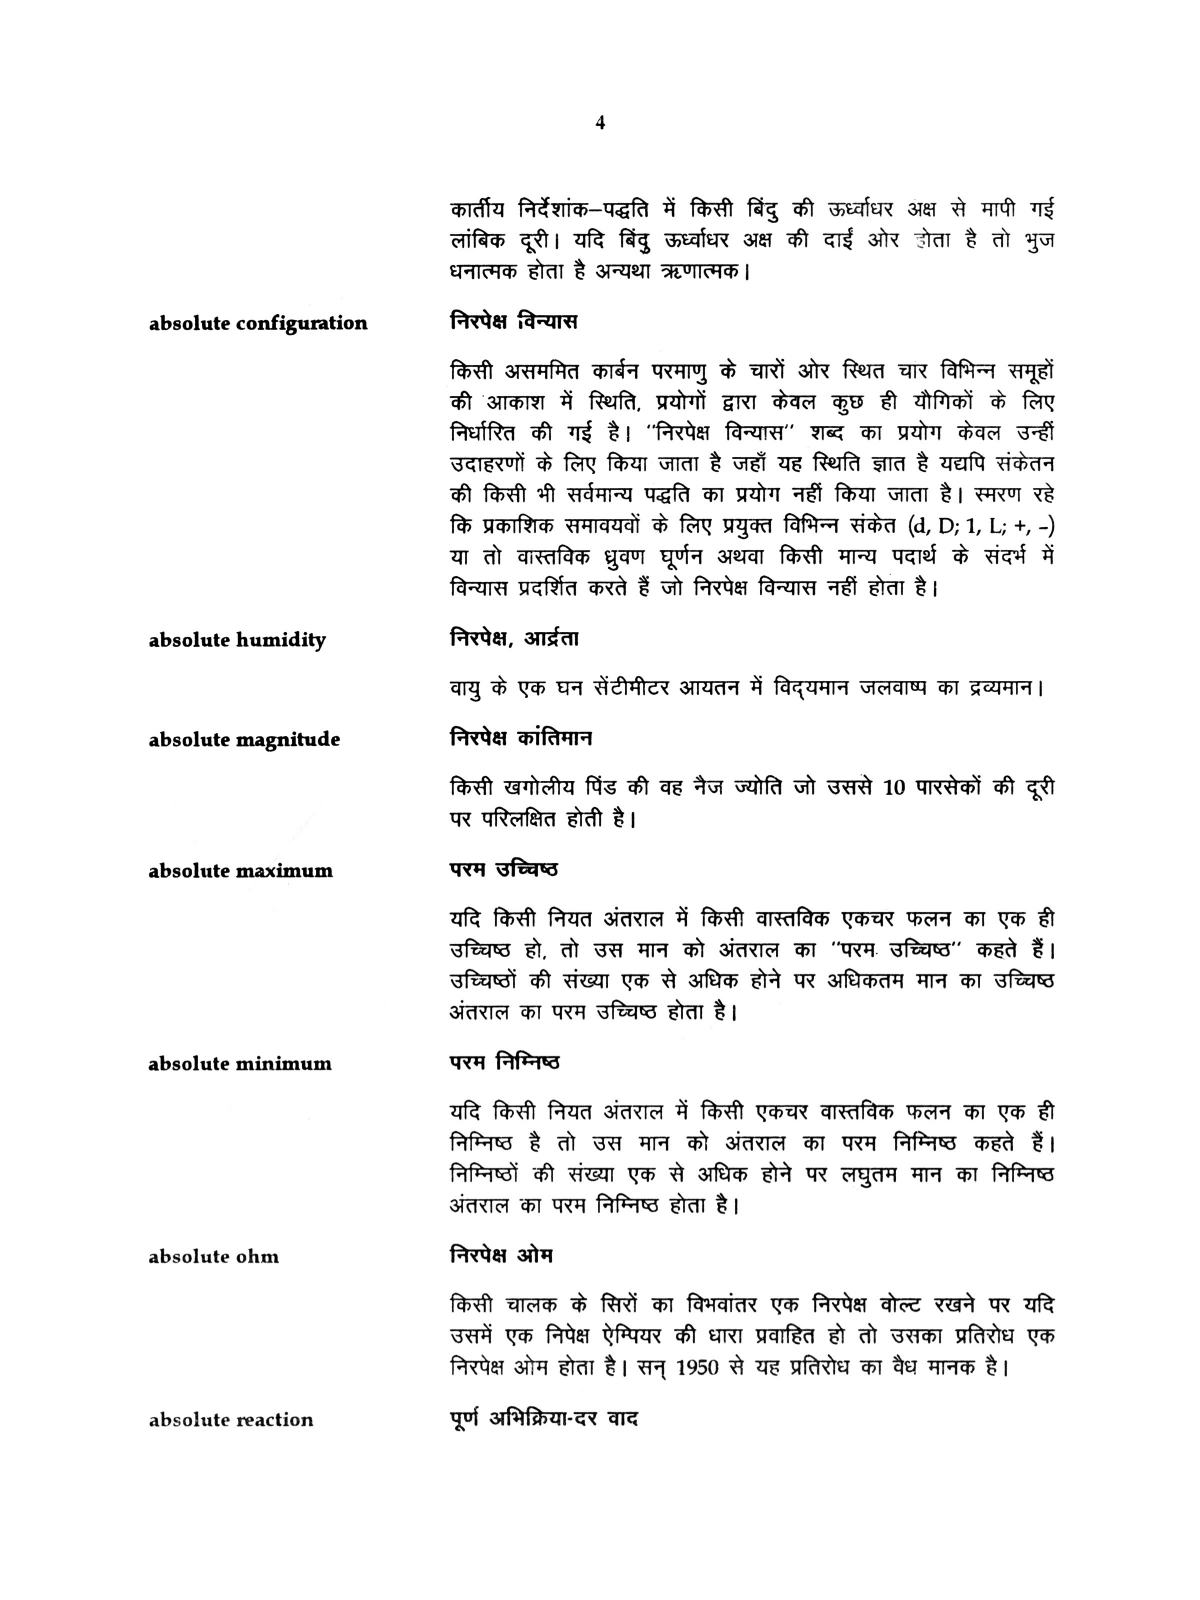 4
कार्तीय निर्देशांक–पद्धति में किसी बिंदु की ऊर्ध्वाधर अक्ष से मापी गई
लांबिक दूरी। यदि बिंदु ऊर्ध्वाधर अक्ष की दाईं ओर होता है तो भुज
धनात्मक होता है अन्यथा ऋणात्मक।
absolute configuration निरपेक्ष विन्यास
किसी असममित कार्बन परमाणु के चारों ओर स्थित चार विभिन्न समूहों
की आकाश में स्थिति, प्रयोगों द्वारा केवल कुछ ही यौगिकों के लिए
निर्धारित की गई है। "निरपेक्ष विन्यास" शब्द का प्रयोग केवल उन्हीं
उदाहरणों के लिए किया जाता है जहाँ यह स्थिति ज्ञात है यद्यपि संकेतन
की किसी भी सर्वमान्य पद्धति का प्रयोग नहीं किया जाता है। स्मरण रहे
कि प्रकाशिक समावयवों के लिए प्रयुक्त विभिन्न संकेत (d, D; 1, L; +, –)
या तो वास्तविक ध्रुवण घूर्णन अथवा किसी मान्य पदार्थ के संदर्भ में
विन्यास प्रदर्शित करते हैं जो निरपेक्ष विन्यास नहीं होता है।
absolute humidity निरपेक्ष, आर्द्रता
वायु के एक घन सेंटीमीटर आयतन में विद्‌यमान जलवाष्प का द्रव्यमान।
absolute magnitude निरपेक्ष कांतिमान
किसी खगोलीय पिंड की वह नैज ज्योति जो उससे 10 पारसेकों की दूरी
पर परिलक्षित होती है।
absolute maximum परम उच्चिष्ठ
यदि किसी नियत अंतराल में किसी वास्तविक एकचर फलन का एक ही
उच्चिष्ठ हो, तो उस मान को अंतराल का "परम उच्चिष्ठ" कहते हैं।
उच्चिष्ठों की संख्या एक से अधिक होने पर अधिकतम मान का उच्चिष्ठ
अंतराल का परम उच्चिष्ठ होता है।
absolute minimum परम निम्निष्ठ
यदि किसी नियत अंतराल में किसी एकचर वास्तविक फलन का एक ही
निम्निष्ठ है तो उस मान को अंतराल का परम निम्निष्ठ कहते हैं।
निम्निष्ठों की संख्या एक से अधिक होने पर लघुतम मान का निम्निष्ठ
अंतराल का परम निम्निष्ठ होता है।
absolute ohm निरपेक्ष ओम
किसी चालक के सिरों का विभवांतर एक निरपेक्ष वोल्ट रखने पर यदि
उसमें एक निपेक्ष ऐम्पियर की धारा प्रवाहित हो तो उसका प्रतिरोध एक
निरपेक्ष ओम होता है। सन् 1950 से यह प्रतिरोध का वैध मानक है।
absolute reaction पूर्ण अभिक्रिया-दर वाद